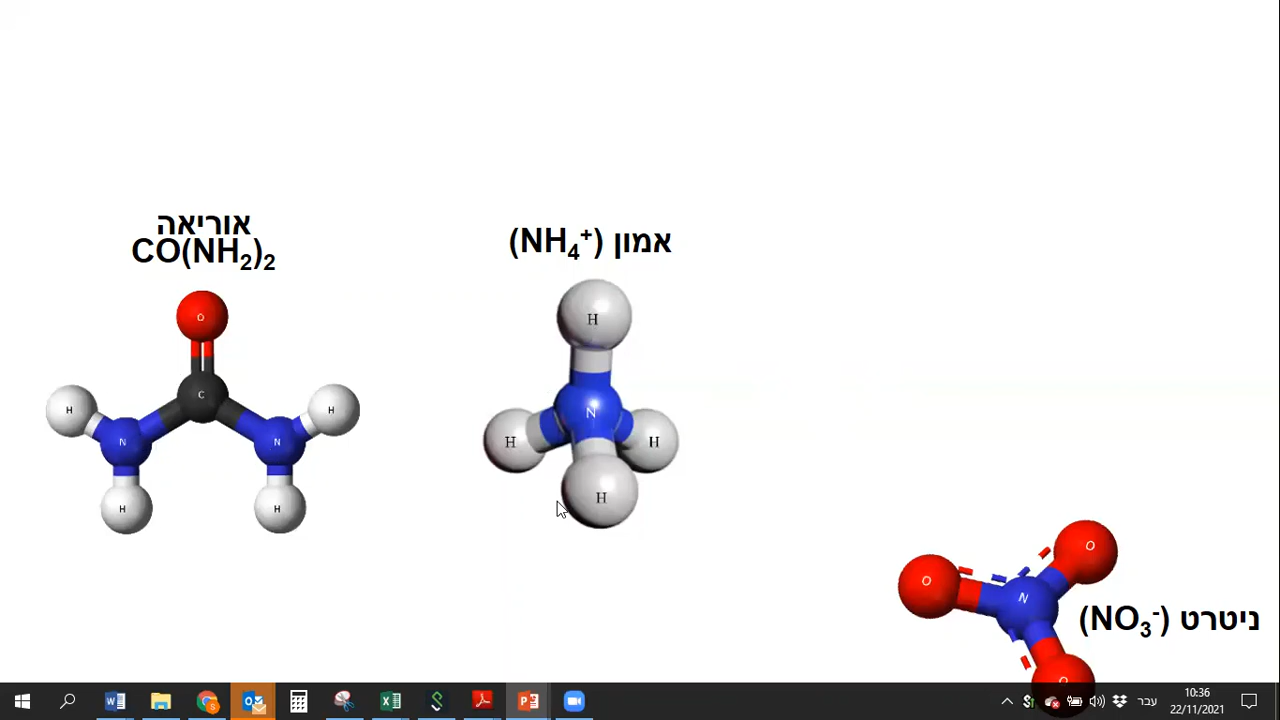 אוריאה
CO(NH₂)₂
אמון (NH₄⁺)
O
C
H
N
N
H
H
H
H
N
H
H
H
O
O
N
O
ניטרט (NO₃⁻)
עבר
10:36
22/11/2021